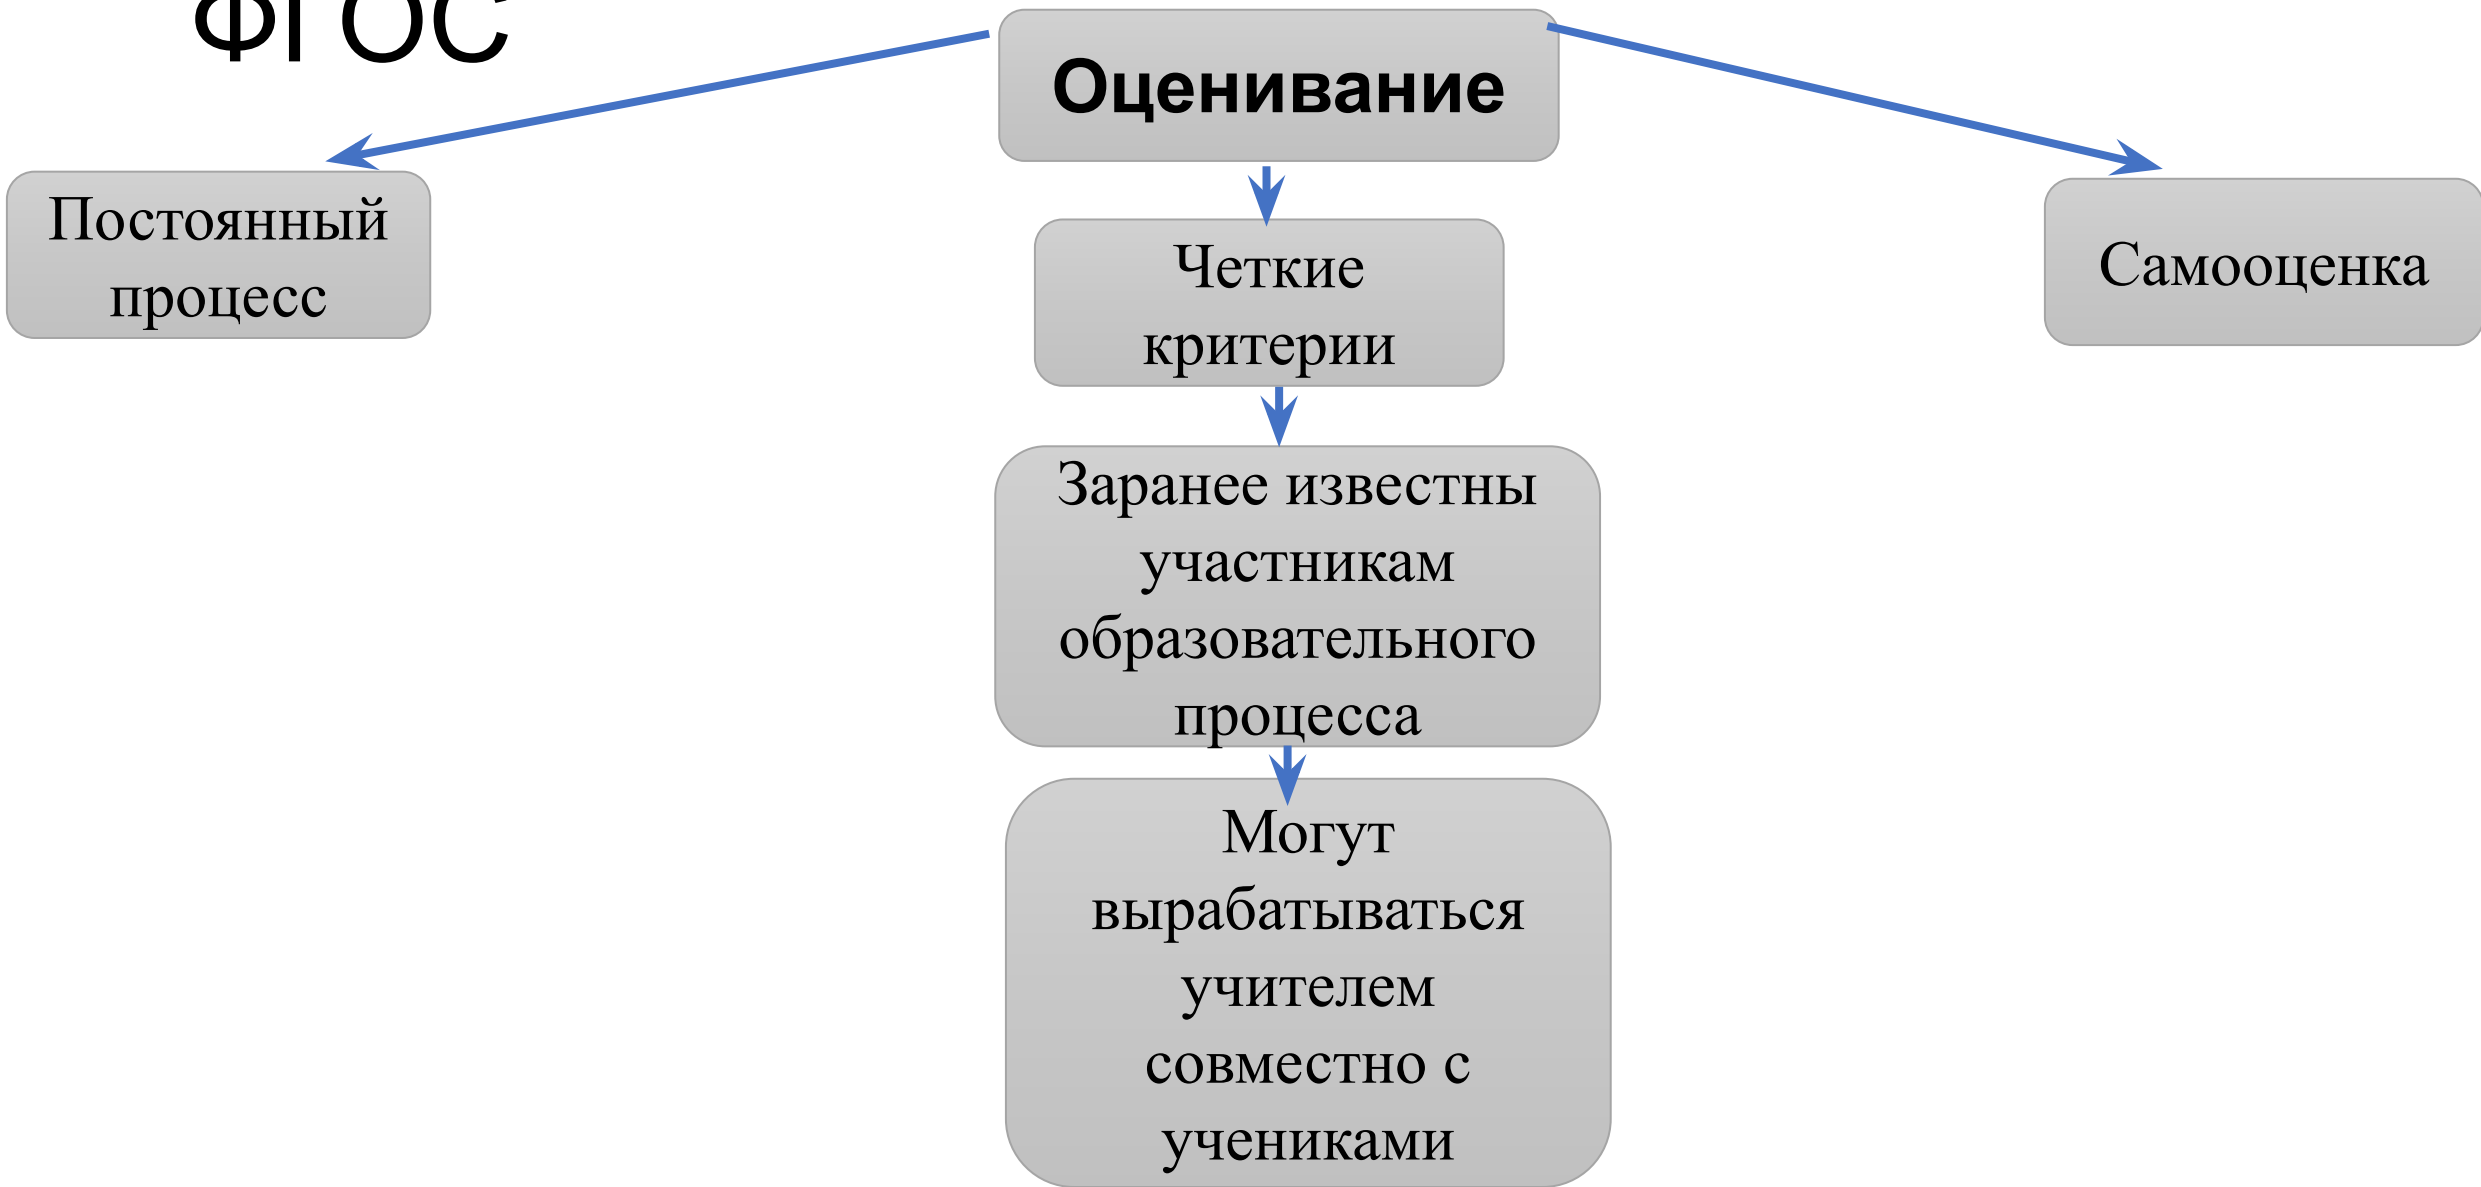 ФГОС
Оценивание
Постоянный
процесс
Четкие
критерии
Самооценка
Заранее известны
участникам
образовательного
процесса
Могут
вырабатываться
учителем
совместно с
учениками